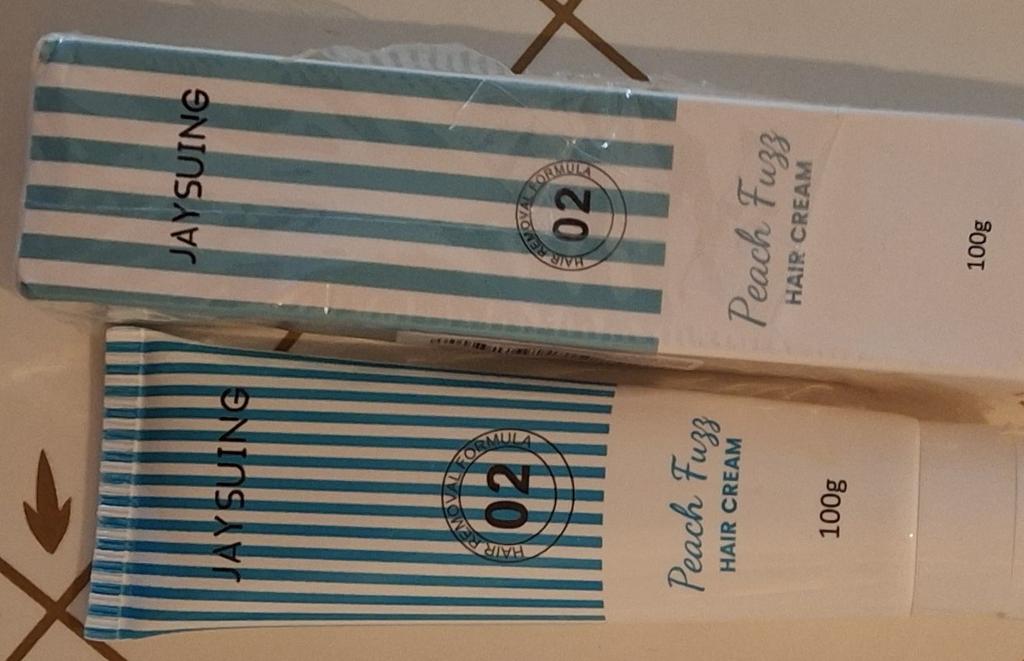 JAYSUING
HAIR REMOVAL FORMULA
02
Peach Fuzz
HAIR CREAM
100g
JAYSUING
HAIR REMOVAL FORMULA
02
Peach Fuzz
HAIR CREAM
100g